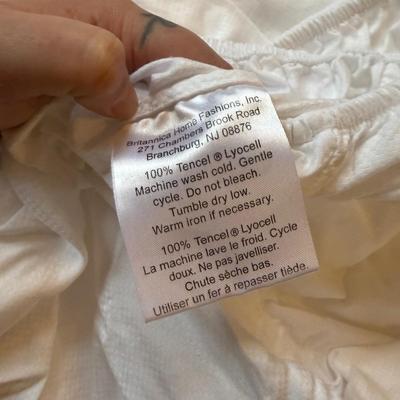 Britannica Home Fashions, Inc.
271 Chambers Brook Road
Branchburg, NJ 08876
100% Tencel ® Lyocell
Machine wash cold. Gentle
cycle. Do not bleach.
Tumble dry low.
Warm iron if necessary.
100% Tencel ® Lyocell
La machine lave le froid. Cycle
doux. Ne pas javelliser.
Chute sèche bas.
Utiliser un fer à repasser tiède.